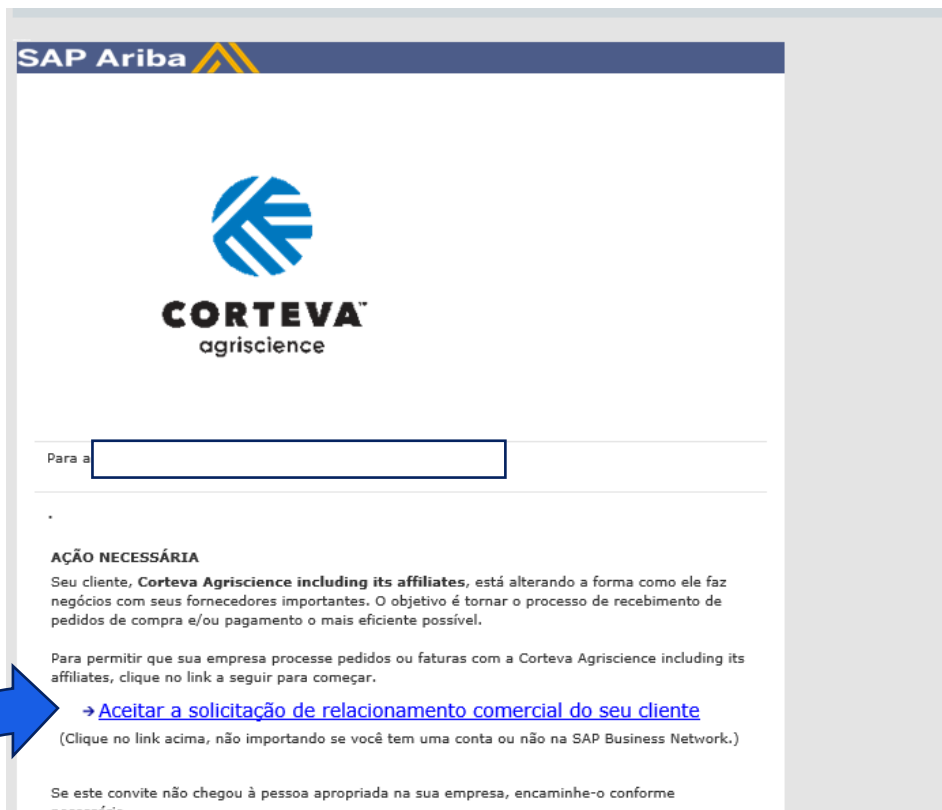 SAP Ariba
CORTEVA™
agriscience
Para a
.
AÇÃO NECESSÁRIA
Seu cliente, Corteva Agriscience including its affiliates, está alterando a forma como ele faz
negócios com seus fornecedores importantes. O objetivo é tornar o processo de recebimento de
pedidos de compra e/ou pagamento o mais eficiente possível.
Para permitir que sua empresa processe pedidos ou faturas com a Corteva Agriscience including its
affiliates, clique no link a seguir para começar.
→ Aceitar a solicitação de relacionamento comercial do seu cliente
(Clique no link acima, não importando se você tem uma conta ou não na SAP Business Network.)
Se este convite não chegou à pessoa apropriada na sua empresa, encaminhe-o conforme